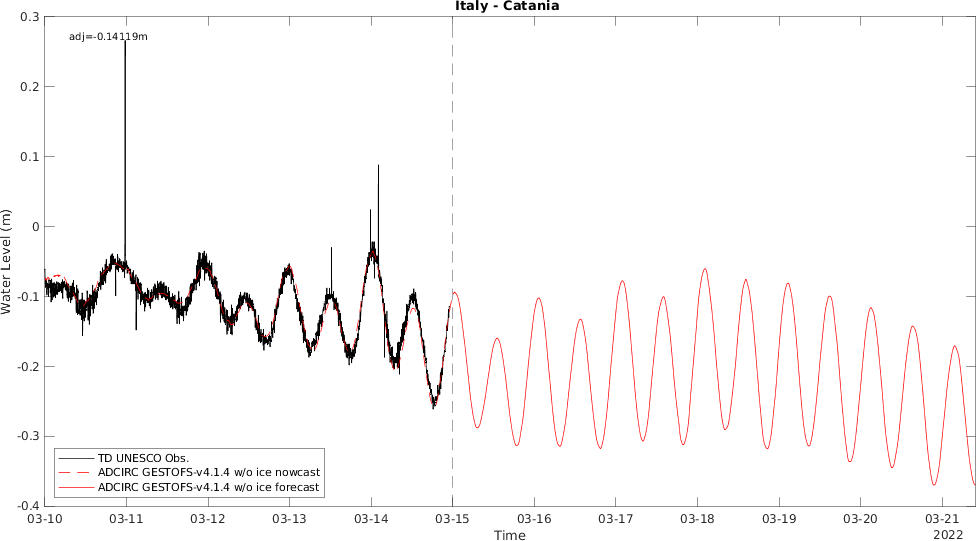 Italy - Catania
adj=-0.14119m
0.3
0.2
0.1
0
-0.1
-0.2
-0.3
-0.4
Water Level (m)
TD UNESCO Obs.
ADCIRC GESTOFS-v4.1.4 w/o ice nowcast
ADCIRC GESTOFS-v4.1.4 w/o ice forecast
03-10 03-11 03-12 03-13 03-14 03-15 03-16 03-17 03-18 03-19 03-20 03-21
Time
2022